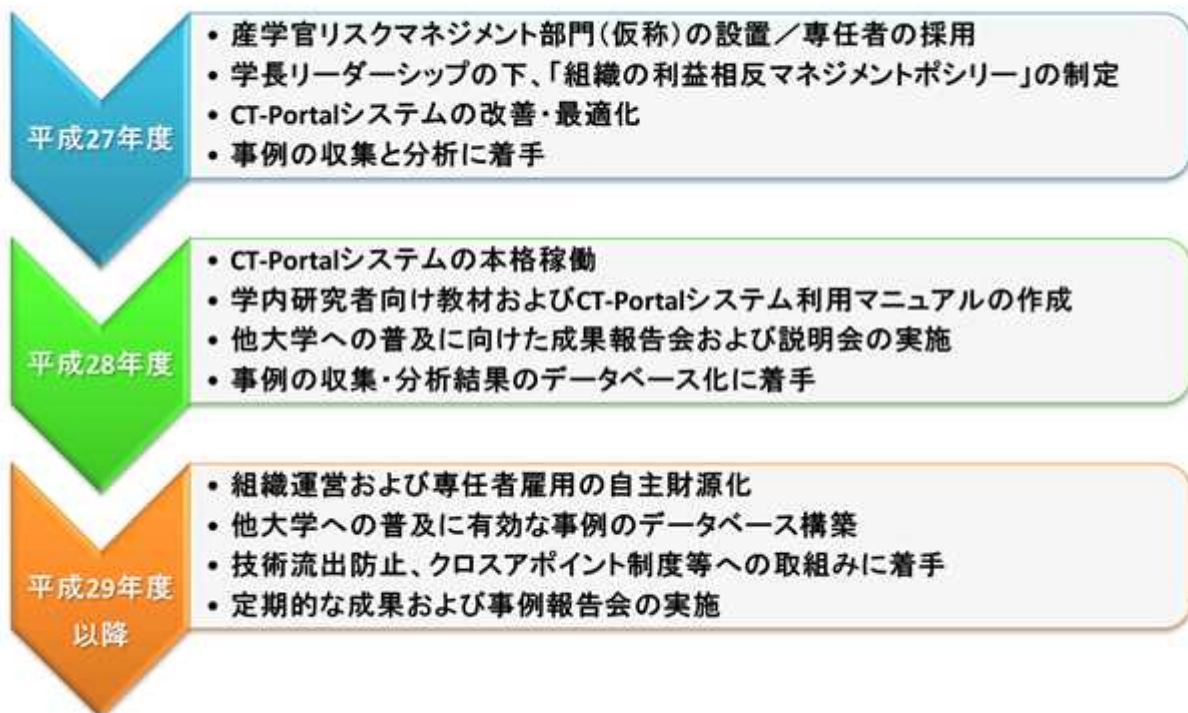 平成27年度
• 産学官リスクマネジメント部門(仮称)の設置／専任者の採用
• 学長リーダーシップの下、「組織の利益相反マネジメントポシリー」の制定
• CT-Portalシステムの改善・最適化
• 事例の収集と分析に着手
平成28年度
• CT-Portalシステムの本格稼働
• 学内研究者向け教材およびCT-Portalシステム利用マニュアルの作成
• 他大学への普及に向けた成果報告会および説明会の実施
• 事例の収集・分析結果のデータベース化に着手
平成29年度
以降
• 組織運営および専任者雇用の自主財源化
• 他大学への普及に有効な事例のデータベース構築
• 技術流出防止、クロスアポイント制度等への取組みに着手
• 定期的な成果および事例報告会の実施